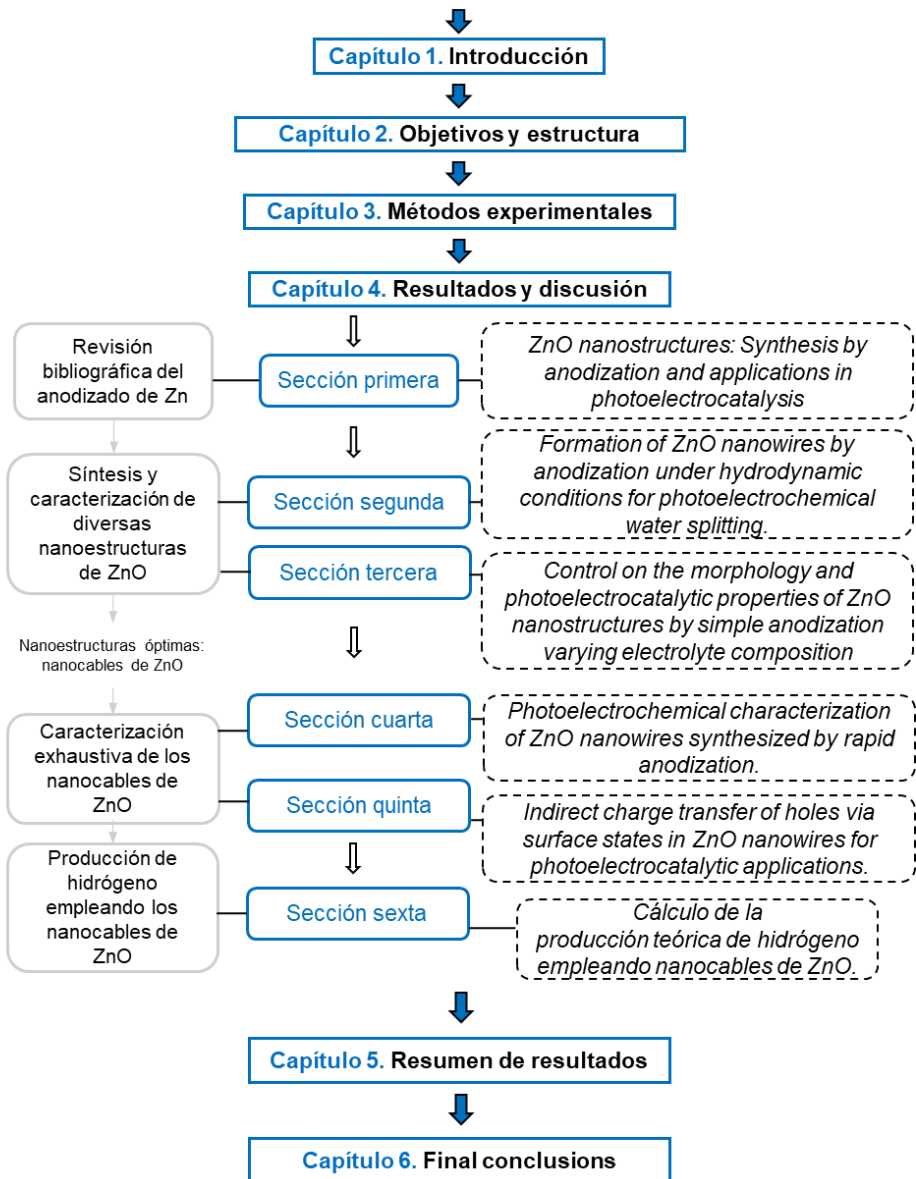 Capítulo 1. Introducción
Capítulo 2. Objetivos y estructura
Capítulo 3. Métodos experimentales
Capítulo 4. Resultados y discusión
Revisión
bibliográfica del
anodizado de Zn
Sección primera
ZnO nanostructures: Synthesis by
anodization and applications in
photoelectrocatalysis
Síntesis y
caracterización de
diversas
nanoestructuras
de ZnO
Sección segunda
Formation of ZnO nanowires by
anodization under hydrodynamic
conditions for photoelectrochemical
water splitting.
Sección tercera
Control on the morphology and
photoelectrocatalytic properties of ZnO
nanostructures by simple anodization
varying electrolyte composition
Nanoestructuras óptimas:
nanocables de ZnO
Caracterización
exhaustiva de los
nanocables de
ZnO
Sección cuarta
Photoelectrochemical characterization
of ZnO nanowires synthesized by rapid
anodization.
Sección quinta
Indirect charge transfer of holes via
surface states in ZnO nanowires for
photoelectrocatalytic applications.
Producción de
hidrógeno
empleando los
nanocables de
ZnO
Sección sexta
Cálculo de la
producción teórica de hidrógeno
empleando nanocables de ZnO.
Capítulo 5. Resumen de resultados
Capítulo 6. Final conclusions